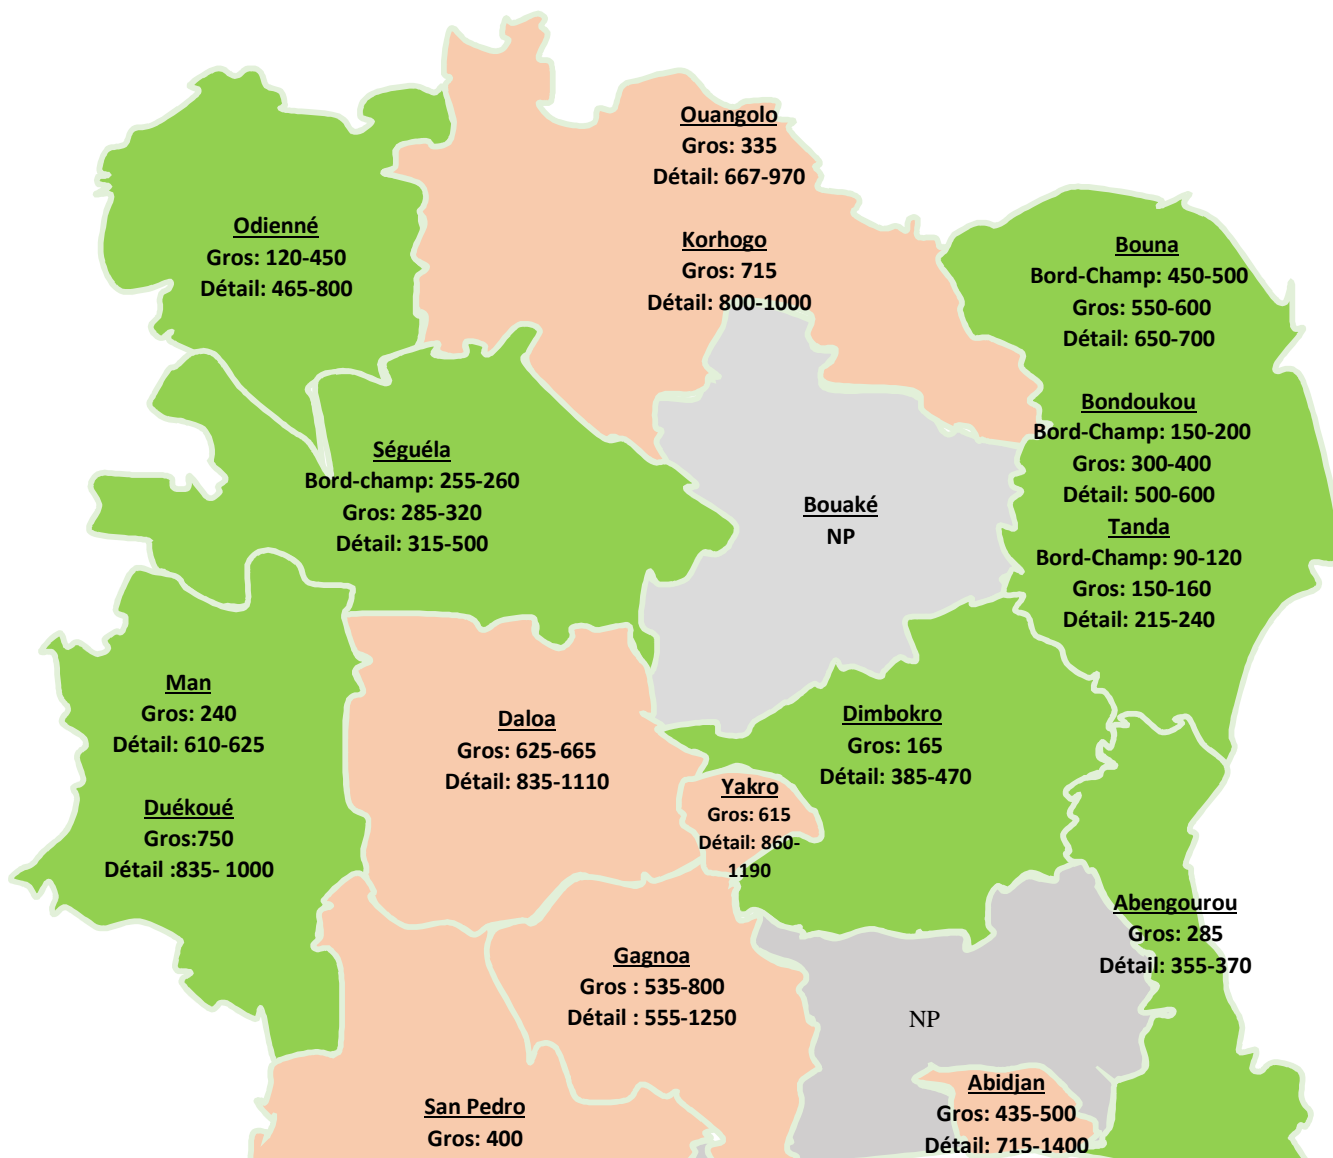 Ouangolo
Gros: 335
Détail: 667-970
Korhogo
Gros: 715
Détail: 800-1000
Odienné
Gros: 120-450
Détail: 465-800
Bouna
Bord-Champ: 450-500
Gros: 550-600
Détail: 650-700
Bondoukou
Bord-Champ: 150-200
Gros: 300-400
Détail: 500-600
Tanda
Bord-Champ: 90-120
Gros: 150-160
Détail: 215-240
Séguéla
Bord-champ: 255-260
Gros: 285-320
Détail: 315-500
Bouaké
NP
Man
Gros: 240
Détail: 610-625
Duékoué
Gros:750
Détail :835- 1000
Daloa
Gros: 625-665
Détail: 835-1110
Dimbokro
Gros: 165
Détail: 385-470
Yakro
Gros: 615
Détail: 860-
1190
Abengourou
Gros: 285
Détail: 355-370
Gagnoa
Gros : 535-800
Détail : 555-1250
NP
Abidjan
Gros: 435-500
Détail: 715-1400
San Pedro
Gros: 400